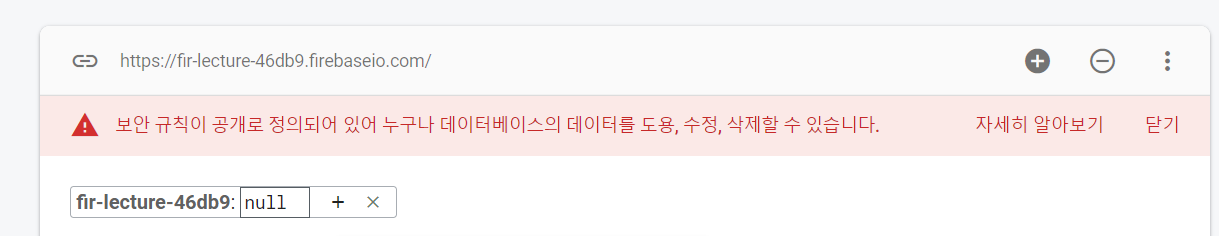 https://fir-lecture-46db9.firebaseio.com/
보안 규칙이 공개로 정의되어 있어 누구나 데이터베이스의 데이터를 도용, 수정, 삭제할 수 있습니다. 자세히 알아보기 닫기
fir-lecture-46db9: null + ×